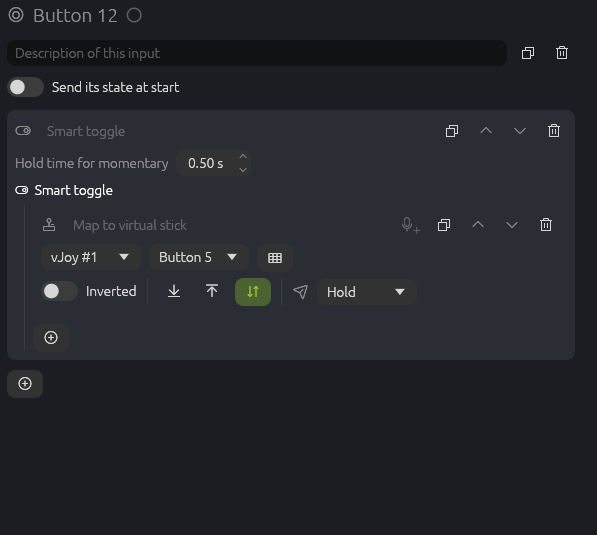 Button 12
Description of this input
Send its state at start
Smart toggle
Hold time for momentary 0.50 s
Smart toggle
Map to virtual stick
vJoy #1 Button 5
Inverted Hold